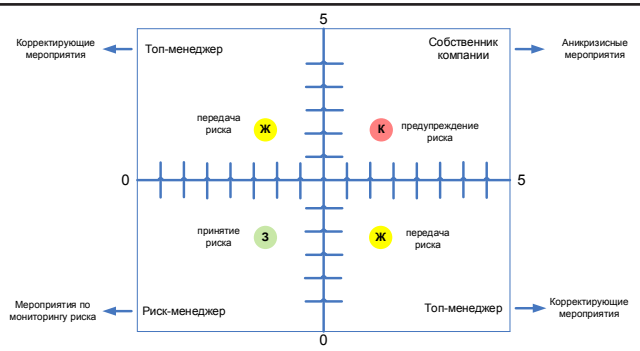 5
Корректирующие
мероприятия
Топ-менеджер
Собственник
компании
Аникризисные
мероприятия
передача
риска
Ж
К
предупреждение
риска
0
5
принятие
риска
З
Ж
передача
риска
Мероприятия по
мониторингу риска
Риск-менеджер
Топ-менеджер
Корректирующие
мероприятия
0